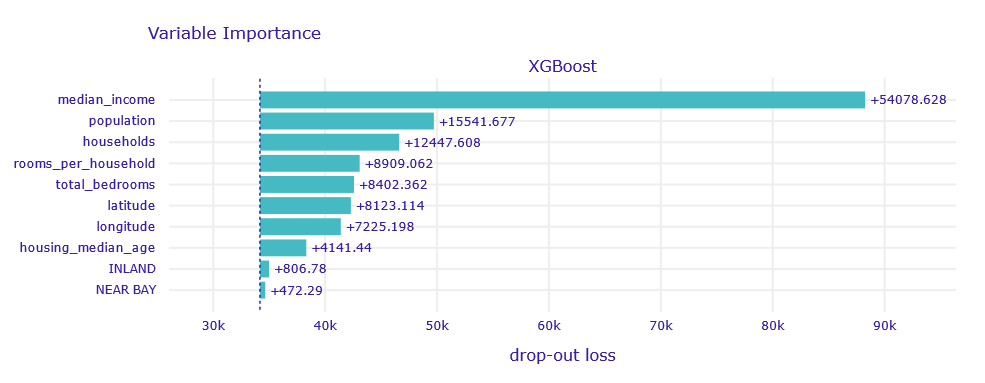 Variable Importance
XGBoost
median_income +54078.628
population +15541.677
households +12447.608
rooms_per_household +8909.062
total_bedrooms +8402.362
latitude +8123.114
longitude +7225.198
housing_median_age +4141.44
INLAND +806.78
NEAR BAY +472.29
30k 40k 50k 60k 70k 80k 90k
drop-out loss